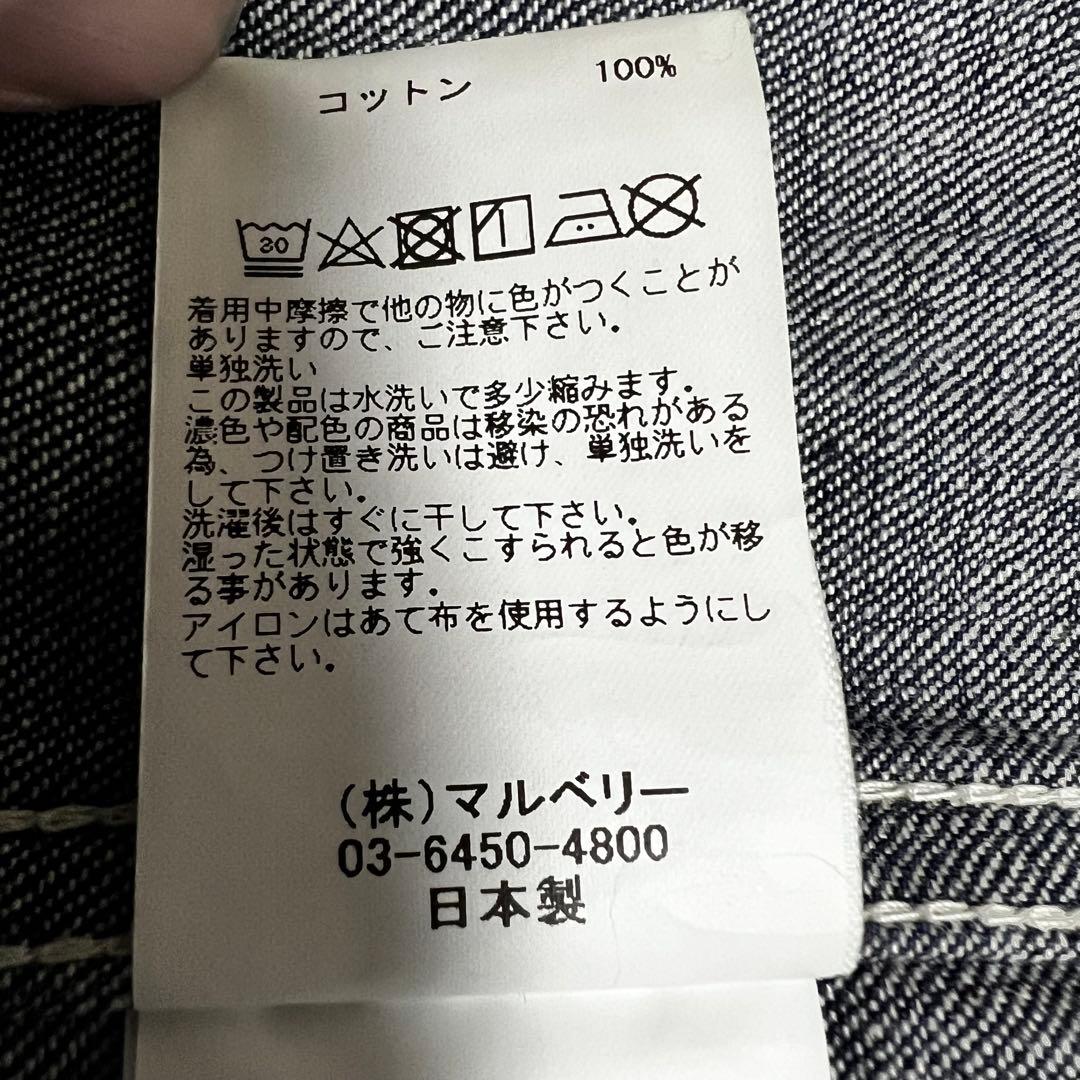 コットン 100%
30
着用中摩擦で他の物に色がつくことが
ありますので、ご注意下さい。
単独洗い
この製品は水洗いで多少縮みます。
濃色や配色の商品は移染の恐れがある
為、つけ置き洗いは避け、単独洗いを
して下さい。
洗濯後はすぐに干して下さい。
湿った状態で強くこすられると色が移
る事があります。
アイロンはあて布を使用するようにし
て下さい。
(株)マルベリー
03-6450-4800
日本製